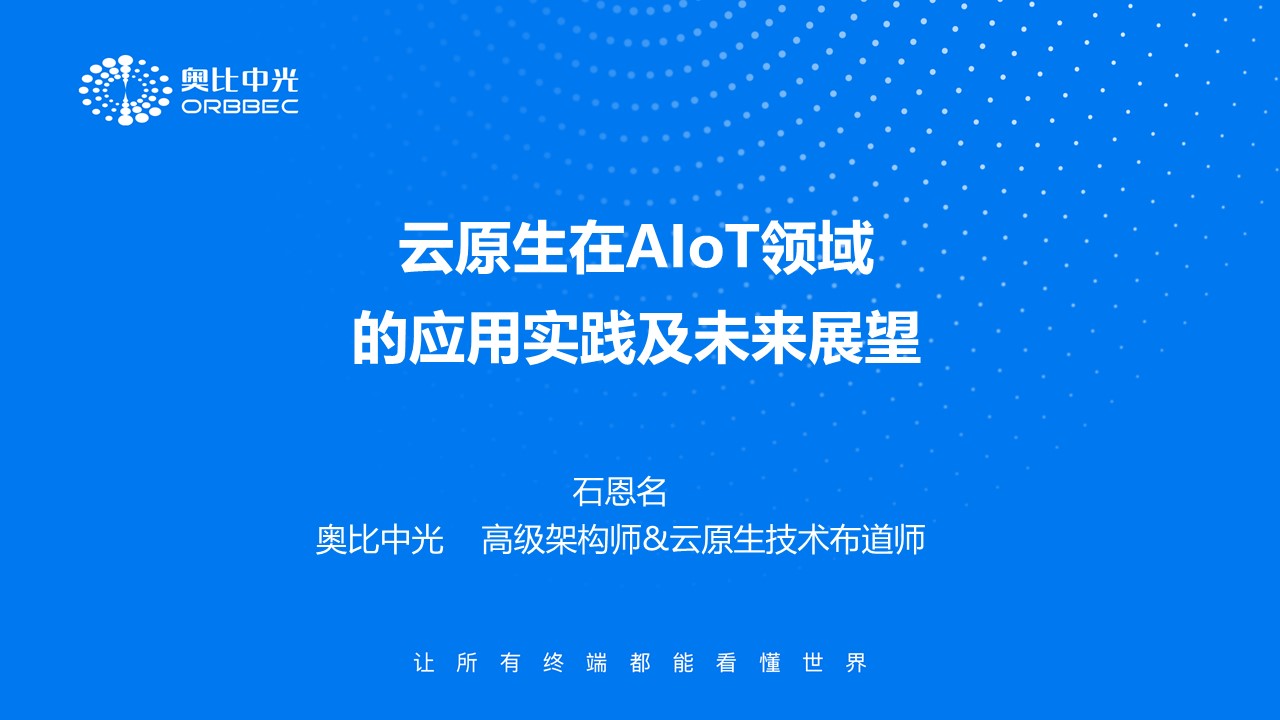 奥比中光
ORBBEC
云原生在AIoT领域
的应用实践及未来展望
石恩名
奥比中光 高级架构师&云原生技术布道师
让所有终端都能看懂世界